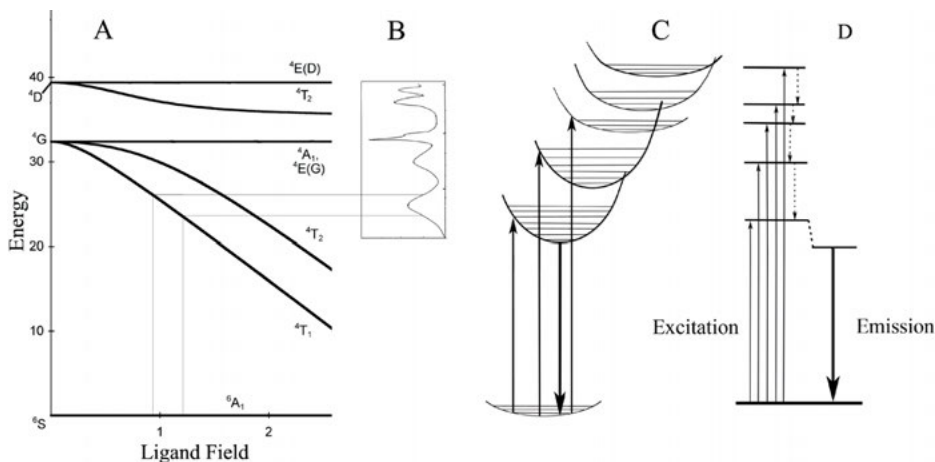 A
B
C
D
40
⁴D
⁴E(D)
⁴T₂
⁴G
30
⁴A₁,
⁴E(G)
Energy
20
⁴T₂
10
⁴T₁
⁶S
⁶A₁
1
2
Ligand Field
Excitation
Emission